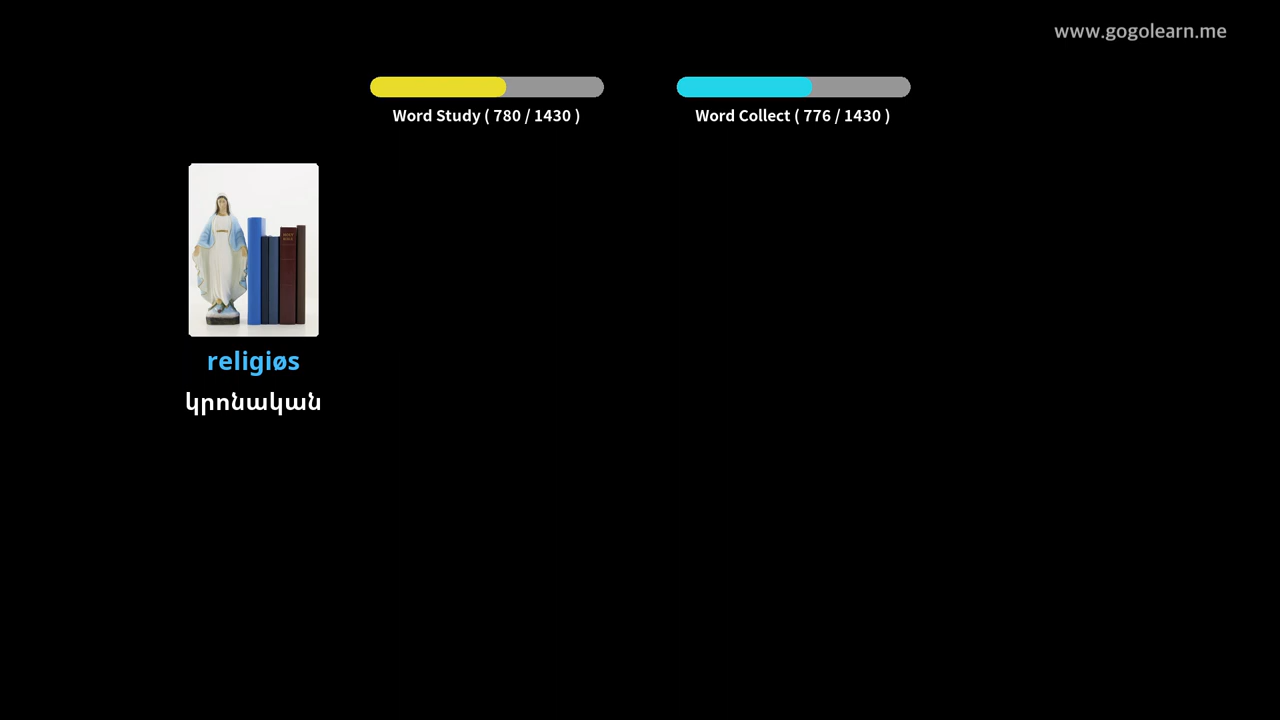 www.gogolearn.me
Word Study ( 780 / 1430 )
Word Collect ( 776 / 1430 )
religiøs
կրոնական